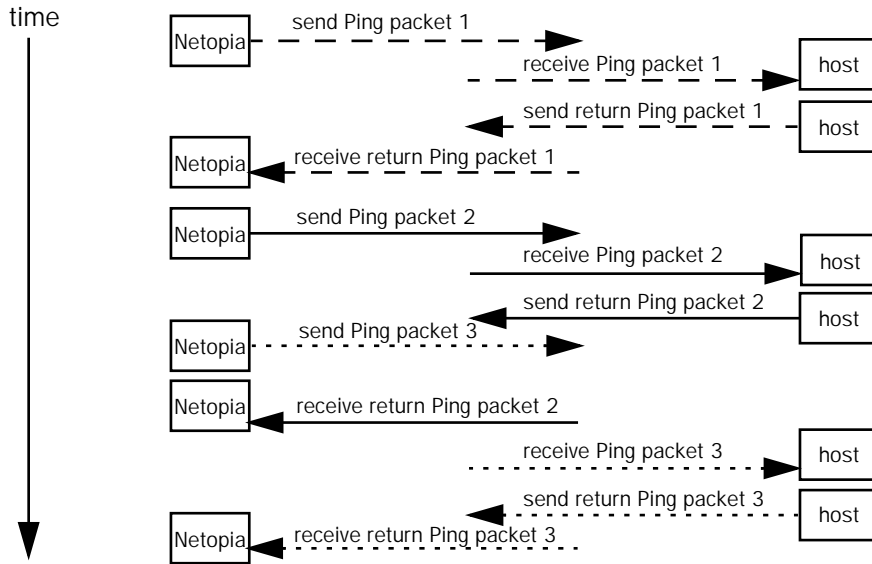 time
Netopia
send Ping packet 1
receive Ping packet 1
host
send return Ping packet 1
host
Netopia
receive return Ping packet 1
Netopia
send Ping packet 2
receive Ping packet 2
host
send return Ping packet 2
host
Netopia
send Ping packet 3
Netopia
receive return Ping packet 2
receive Ping packet 3
host
send return Ping packet 3
host
Netopia
receive return Ping packet 3